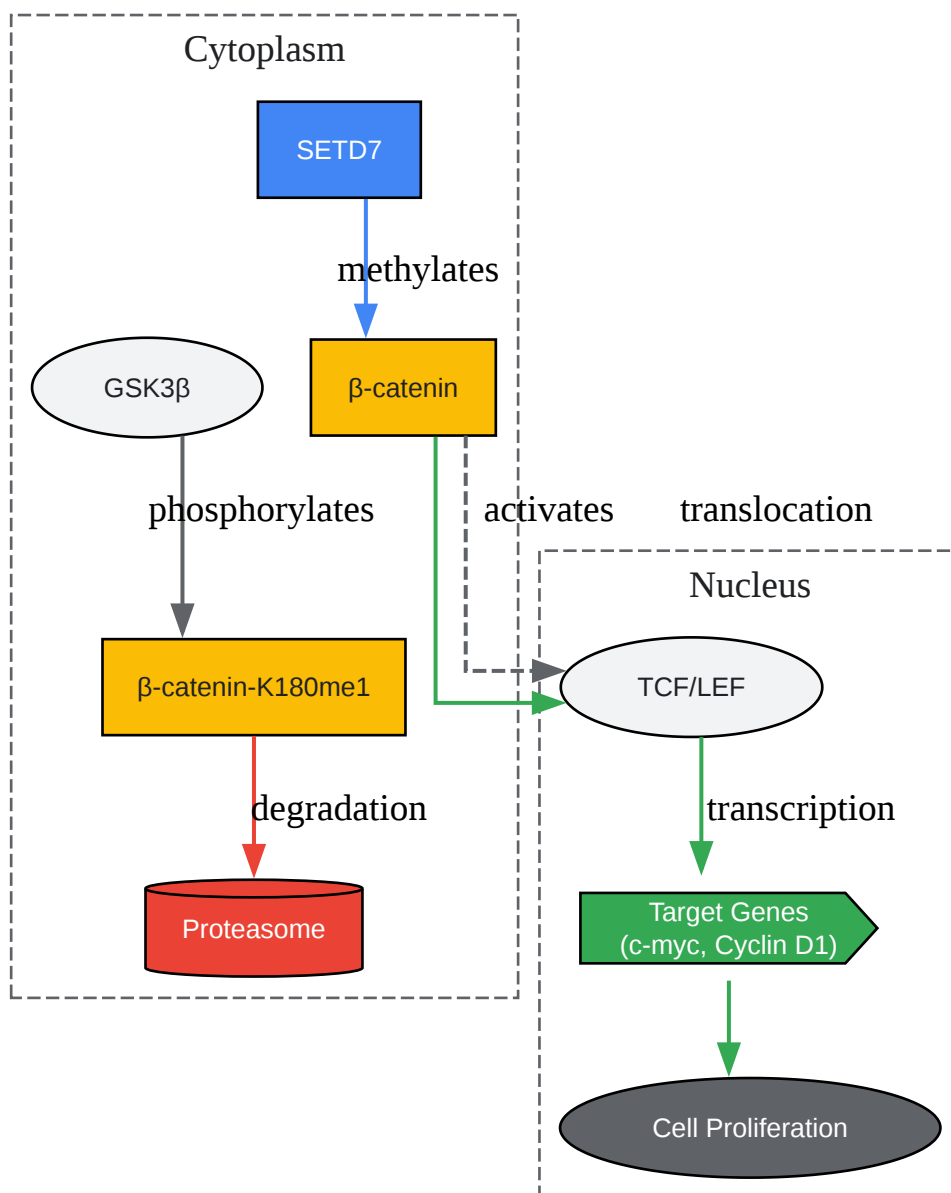 Cytoplasm
SETD7
methylates
GSK3β
β-catenin
phosphorylates
activates
translocation
Nucleus
β-catenin-K180me1
TCF/LEF
degradation
transcription
Proteasome
Target Genes
(c-myc, Cyclin D1)
Cell Proliferation